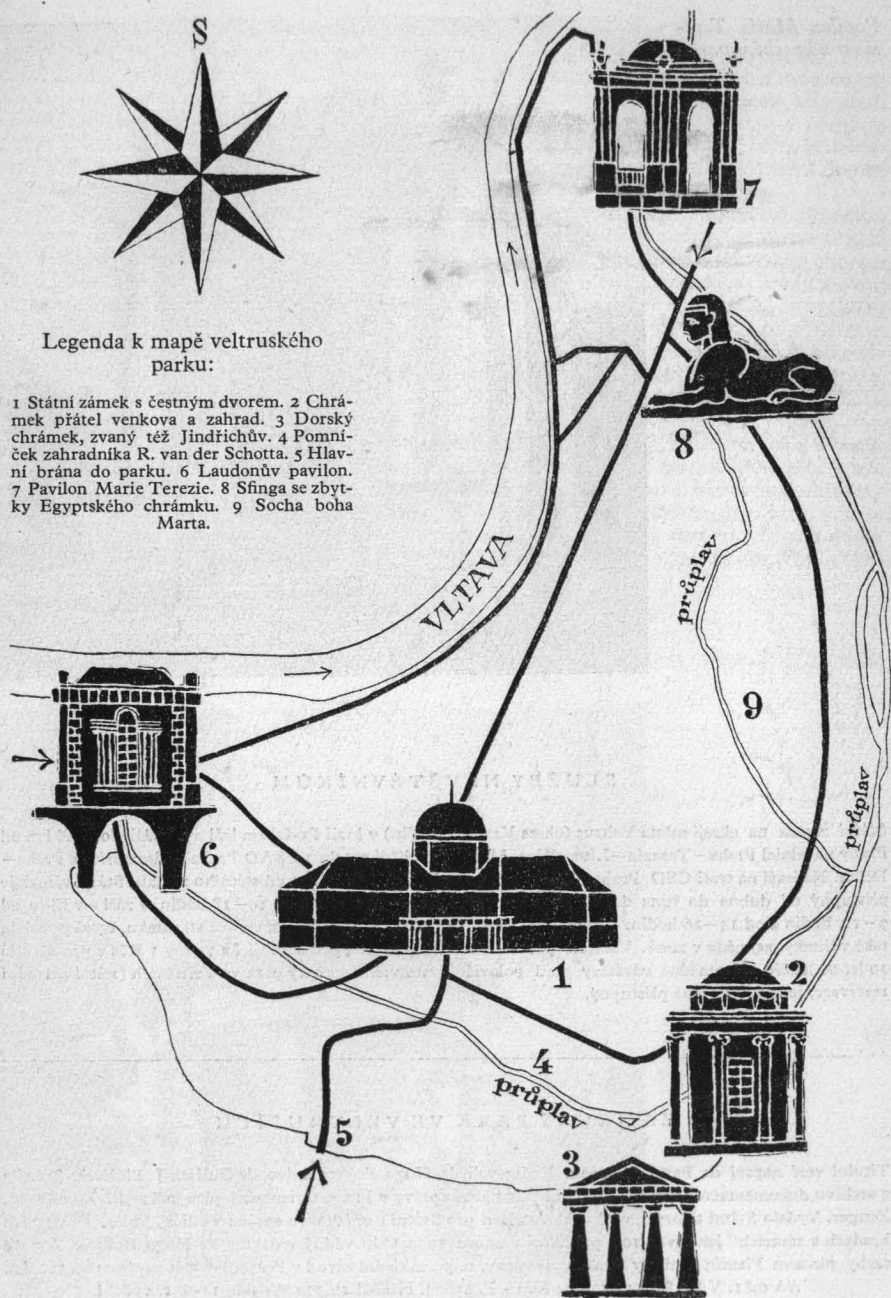 S
7
Legenda k mapě veltruského
parku:
1 Státní zámek s čestným dvorem. 2 Chrá-
mek přátel venkova a zahrad. 3 Dorský
chrámek, zvaný též Jindřichův. 4 Pomní-
ček zahradníka R. van der Schotta. 5 Hlav-
ní brána do parku. 6 Laudonův pavilon.
7 Pavilon Marie Terezie. 8 Sfinga se zbyt-
ky Egyptského chrámku. 9 Socha boha
Marta.
8
VLTAVA
průplav
9
průplav
6
1
2
4
průplav
5
3